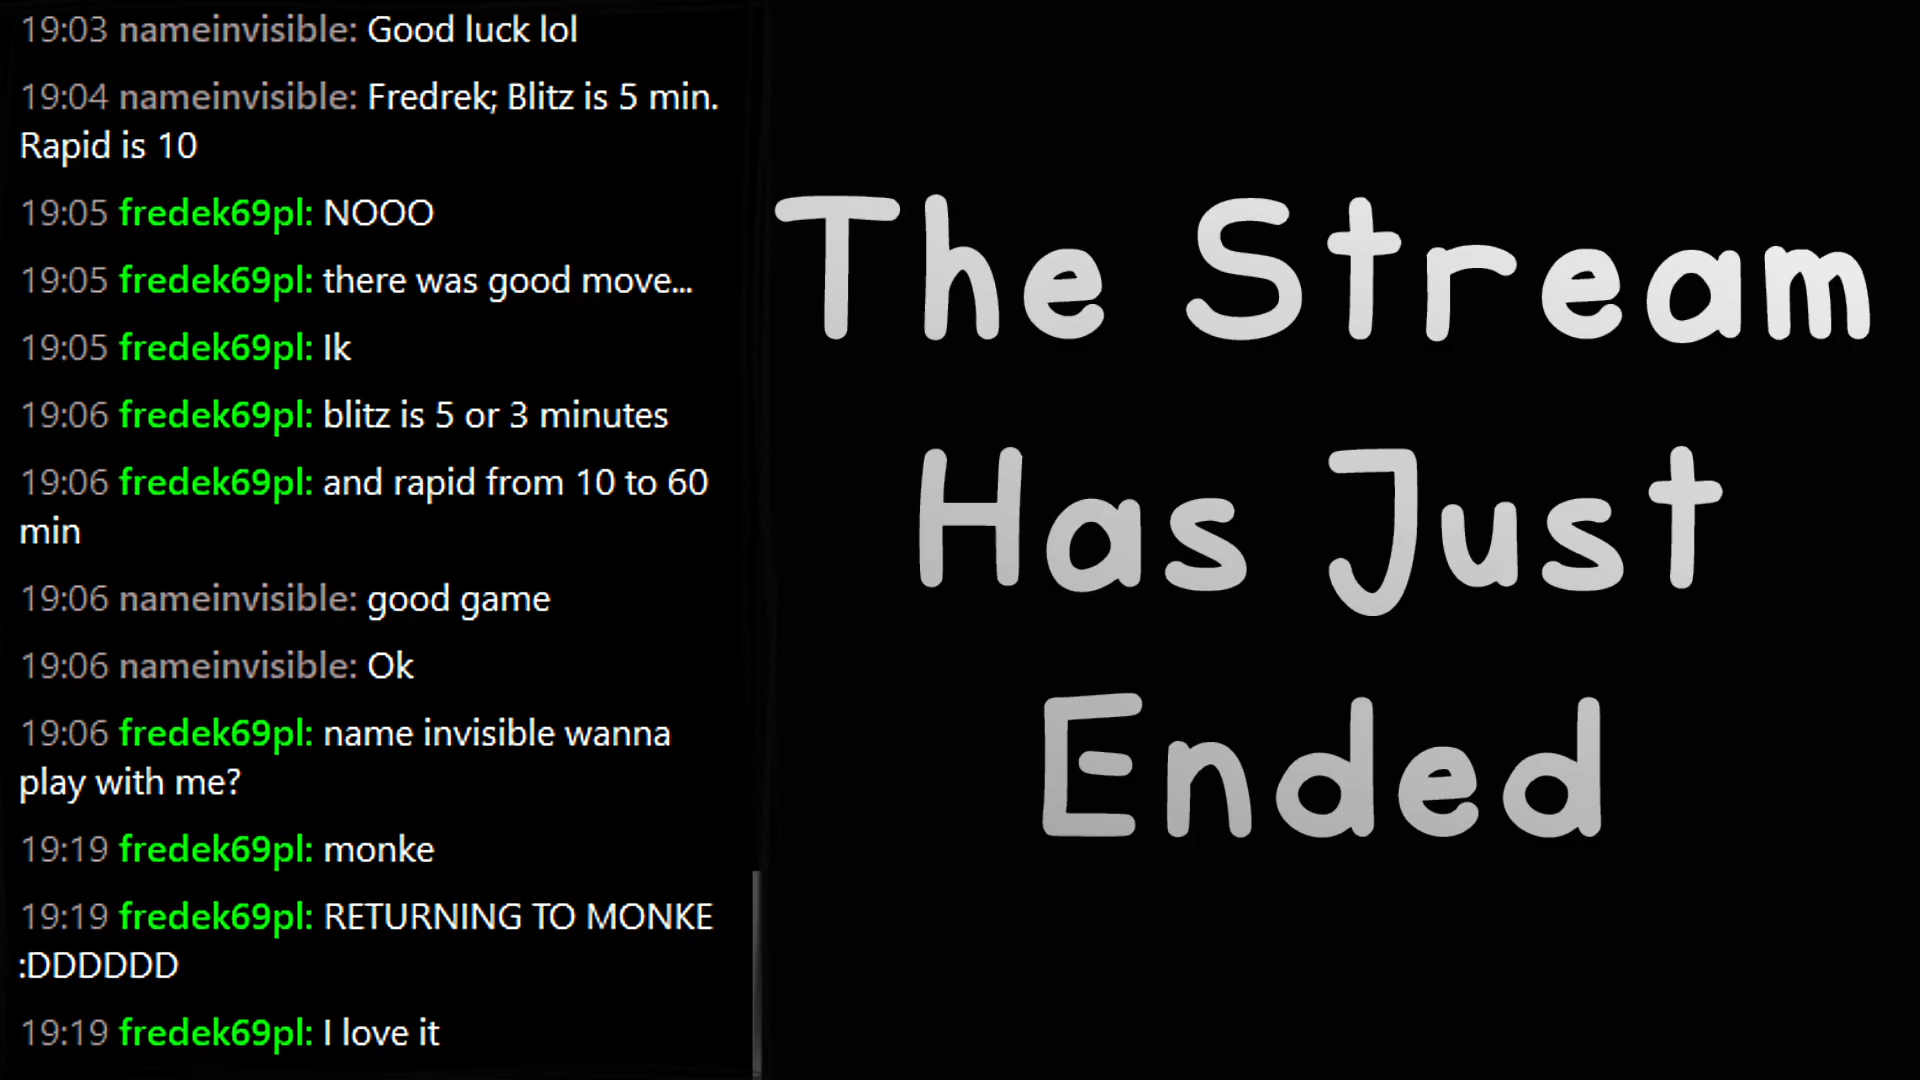 19:03 nameinvisible: Good luck lol
19:04 nameinvisible: Fredrek; Blitz is 5 min.
Rapid is 10
19:05 fredek69pl: NOOO
19:05 fredek69pl: there was good move...
19:05 fredek69pl: Ik
19:06 fredek69pl: blitz is 5 or 3 minutes
19:06 fredek69pl: and rapid from 10 to 60
min
19:06 nameinvisible: good game
19:06 nameinvisible: Ok
19:06 fredek69pl: name invisible wanna
play with me?
19:19 fredek69pl: monke
19:19 fredek69pl: RETURNING TO MONKE
:DDDDDD
19:19 fredek69pl: I love it
The Stream
Has Just
Ended